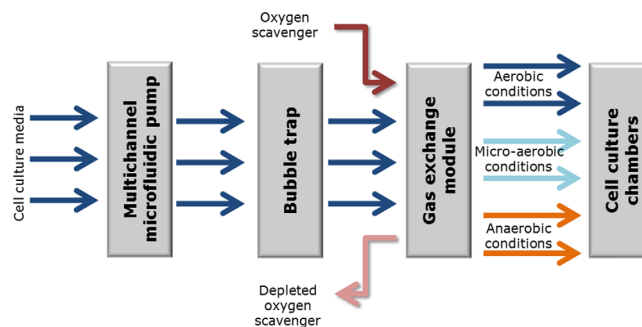 Oxygen
scavenger
Cell culture media
Multichannel
microfluidic pump
Bubble trap
Gas exchange
module
Aerobic
conditions
Micro-aerobic
conditions
Anaerobic
conditions
Cell culture
chambers
Depleted
oxygen
scavenger